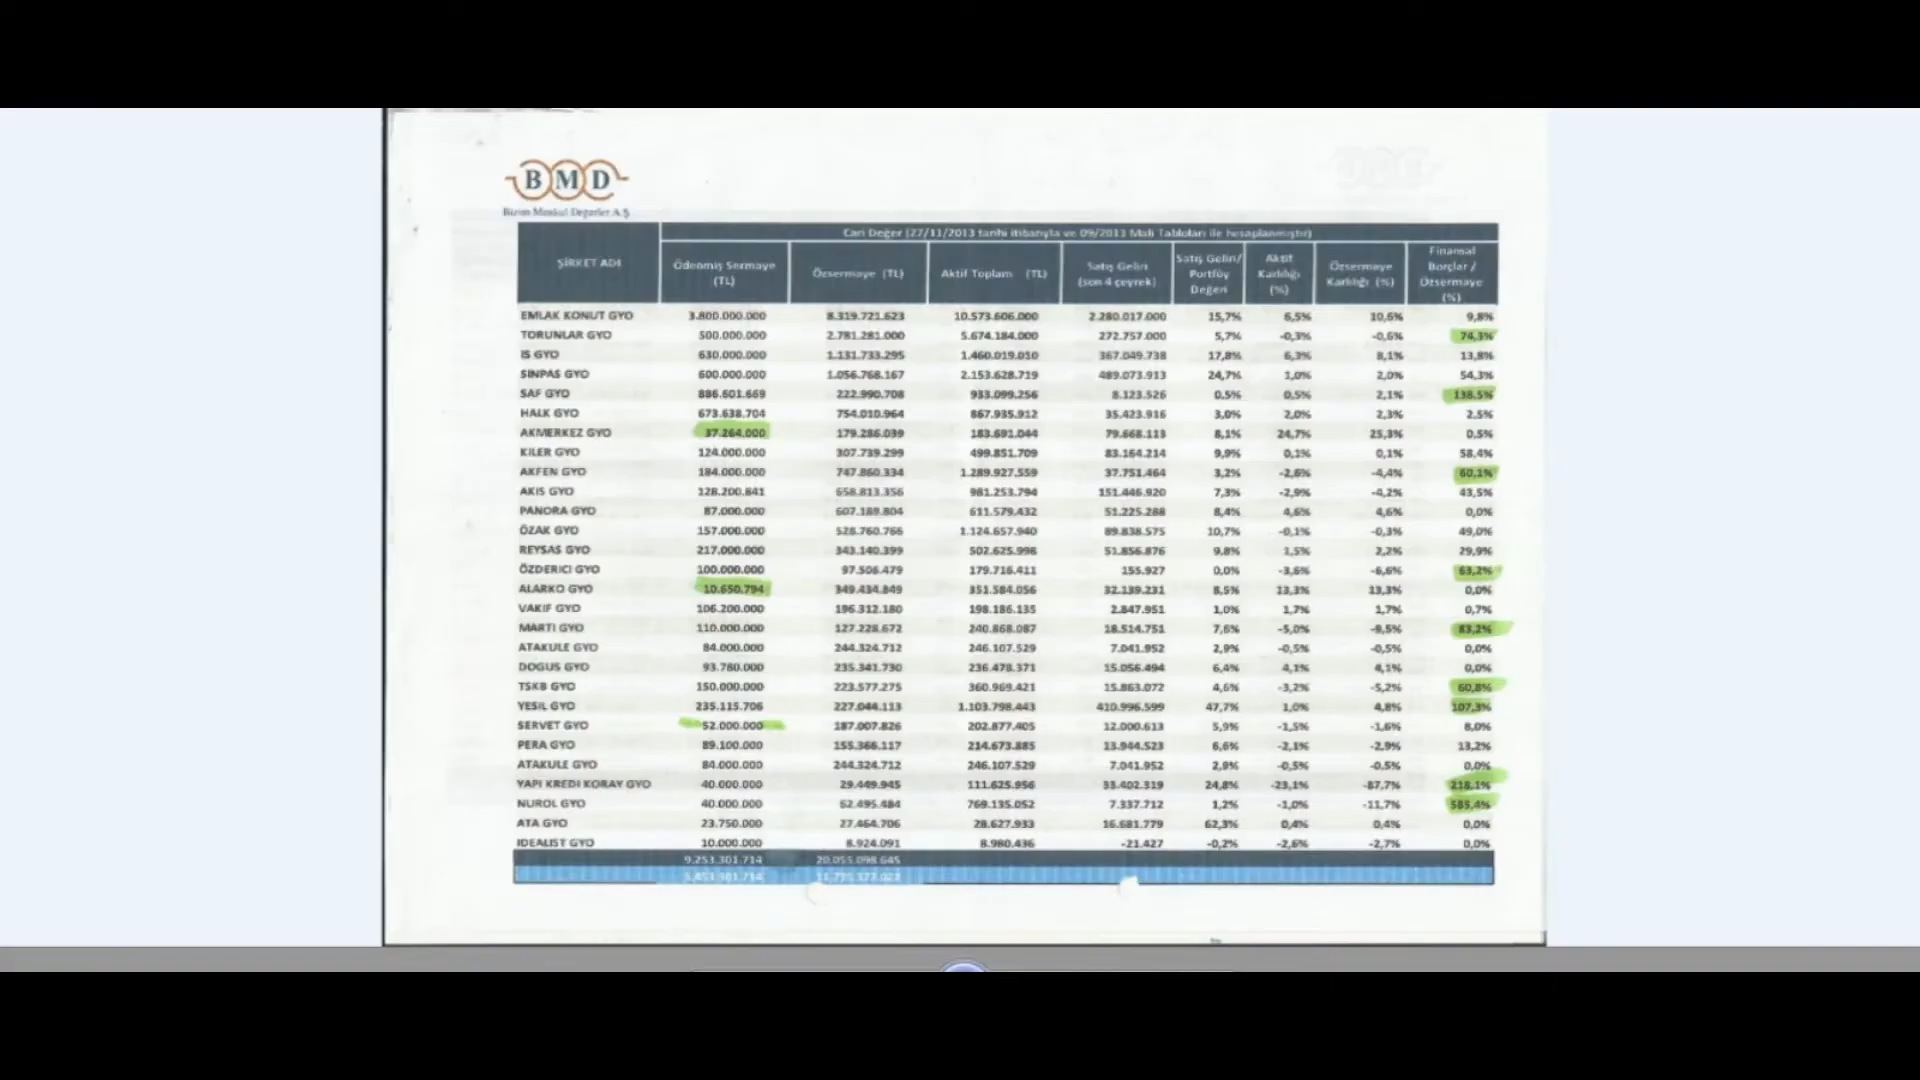 BMD
Bizim Menkul Değerler A.Ş.
Cari Değer (27/11/2013 tarihi itibarıyla ve 09/2013 Mali Tabloları ile hesaplanmıştır)
ŞİRKET ADI Ödenmiş Sermaye (TL) Özsermaye (TL) Aktif Toplam (TL) Satış Geliri (son 4 çeyrek) Satış Geliri/ Portföy Değeri Aktif Karlılığı (%) Özsermaye Karlılığı (%) Finansal Borçlar / Özsermaye (%)
EMLAK KONUT GYO 3.800.000.000 8.319.721.623 10.573.606.000 2.280.017.000 15,7% 6,5% 10,6% 9,8%
TORUNLAR GYO 500.000.000 2.781.281.000 5.674.184.000 272.757.000 5,7% -0,3% -0,6% 74,3%
IS GYO 630.000.000 1.131.733.295 1.460.019.010 367.049.738 17,8% 6,3% 8,1% 13,8%
SINPAS GYO 600.000.000 1.056.768.167 2.153.628.719 489.073.913 24,7% 1,0% 2,0% 54,3%
SAF GYO 886.601.669 222.990.708 933.099.256 8.123.526 0,5% 0,5% 2,1% 138,5%
HALK GYO 673.638.704 754.010.964 867.935.912 35.423.916 3,0% 2,0% 2,3% 2,5%
AKMERKEZ GYO 37.264.000 179.286.039 183.691.044 79.668.113 8,1% 24,7% 25,3% 0,5%
KILER GYO 124.000.000 307.739.299 499.851.709 83.164.214 9,9% 0,1% 0,1% 58,4%
AKFEN GYO 184.000.000 747.860.334 1.289.927.559 37.751.464 3,2% -2,6% -4,4% 60,1%
AKIS GYO 128.200.841 658.813.356 981.253.794 151.446.920 7,3% -2,9% -4,2% 43,5%
PANORA GYO 87.000.000 607.189.804 611.579.432 51.225.288 8,4% 4,6% 4,6% 0,0%
ÖZAK GYO 157.000.000 528.760.766 1.124.657.940 89.838.575 10,7% -0,1% -0,3% 49,0%
REYSAS GYO 217.000.000 343.140.399 502.625.998 51.856.876 9,8% 1,5% 2,2% 29,9%
ÖZDERICI GYO 100.000.000 97.506.479 179.716.411 155.927 0,0% -3,6% -6,6% 63,2%
ALARKO GYO 10.650.794 349.434.849 351.584.056 32.139.231 8,5% 13,3% 13,3% 0,0%
VAKIF GYO 106.200.000 196.312.180 198.186.135 2.847.951 1,0% 1,7% 1,7% 0,7%
MARTI GYO 110.000.000 127.228.672 240.868.087 18.514.751 7,6% -5,0% -9,5% 83,2%
ATAKULE GYO 84.000.000 244.324.712 246.107.529 7.041.952 2,9% -0,5% -0,5% 0,0%
DOGUS GYO 93.780.000 235.341.730 236.478.371 15.056.494 6,4% 4,1% 4,1% 0,0%
TSKB GYO 150.000.000 223.577.275 360.969.421 15.863.072 4,6% -3,2% -5,2% 60,8%
YESIL GYO 235.115.706 227.044.113 1.103.798.443 410.996.599 47,7% 1,0% 4,8% 107,3%
SERVET GYO 52.000.000 187.007.826 202.877.405 12.000.613 5,9% -1,5% -1,6% 8,0%
PERA GYO 89.100.000 155.366.117 214.673.885 13.944.523 6,6% -2,1% -2,9% 13,2%
ATAKULE GYO 84.000.000 244.324.712 246.107.529 7.041.952 2,9% -0,5% -0,5% 0,0%
YAPI KREDI KORAY GYO 40.000.000 29.449.945 111.625.956 33.402.319 24,8% -23,1% -87,7% 218,1%
NUROL GYO 40.000.000 62.495.484 769.135.052 7.337.712 1,2% -1,0% -11,7% 585,4%
ATA GYO 23.750.000 27.464.706 28.627.933 16.681.779 62,3% 0,4% 0,4% 0,0%
IDEALIST GYO 10.000.000 8.924.091 8.980.436 -21.427 -0,2% -2,6% -2,7% 0,0%
9.253.301.714 20.055.098.645